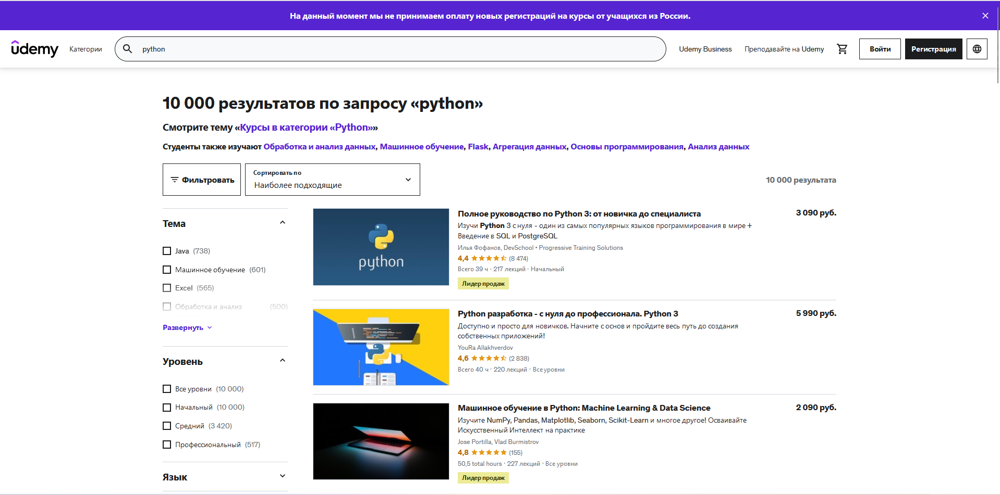 На данный момент мы не принимаем оплату новых регистраций на курсы от учащихся из России.
udemy
Категории
python
Udemy Business
Преподавайте на Udemy
Войти
Регистрация
10 000 результатов по запросу «python»
Смотрите тему «Курсы в категории «Python»»
Студенты также изучают Обработка и анализ данных, Машинное обучение, Flask, Агрегация данных, Основы программирования, Анализ данных
Фильтровать
Сортировать по
Наиболее подходящие
10 000 результата
Тема
Java (738)
Машинное обучение (601)
Excel (565)
Обработка и анализ (500)
Развернуть
Уровень
Все уровни (10 000)
Начальный (10 000)
Средний (3 420)
Профессиональный (517)
Язык
python
Полное руководство по Python 3: от новичка до специалиста
3 090 руб.
Изучи Python 3 с нуля - один из самых популярных языков программирования в мире +
Введение в SQL и PostgreSQL
Илья Фофанов, DevSchool • Progressive Training Solutions
4,4 (8 474)
Всего 39 ч · 217 лекций · Начальный
Лидер продаж
Python разработка - с нуля до профессионала. Python 3
5 990 руб.
Доступно и просто для новичков. Начните с основ и пройдите весь путь до создания
собственных приложений!
YouRa Allakhverdov
4,6 (2 838)
Всего 40 ч · 220 лекций · Все уровни
Машинное обучение в Python: Machine Learning & Data Science
2 090 руб.
Изучите NumPy, Pandas, Matplotlib, Seaborn, Scikit-Learn и многое другое! Осваивайте
Искусственный Интеллект на практике
Jose Portilla, Vlad Burmistrov
4,8 (155)
50,5 total hours · 227 лекций · Все уровни
Лидер продаж